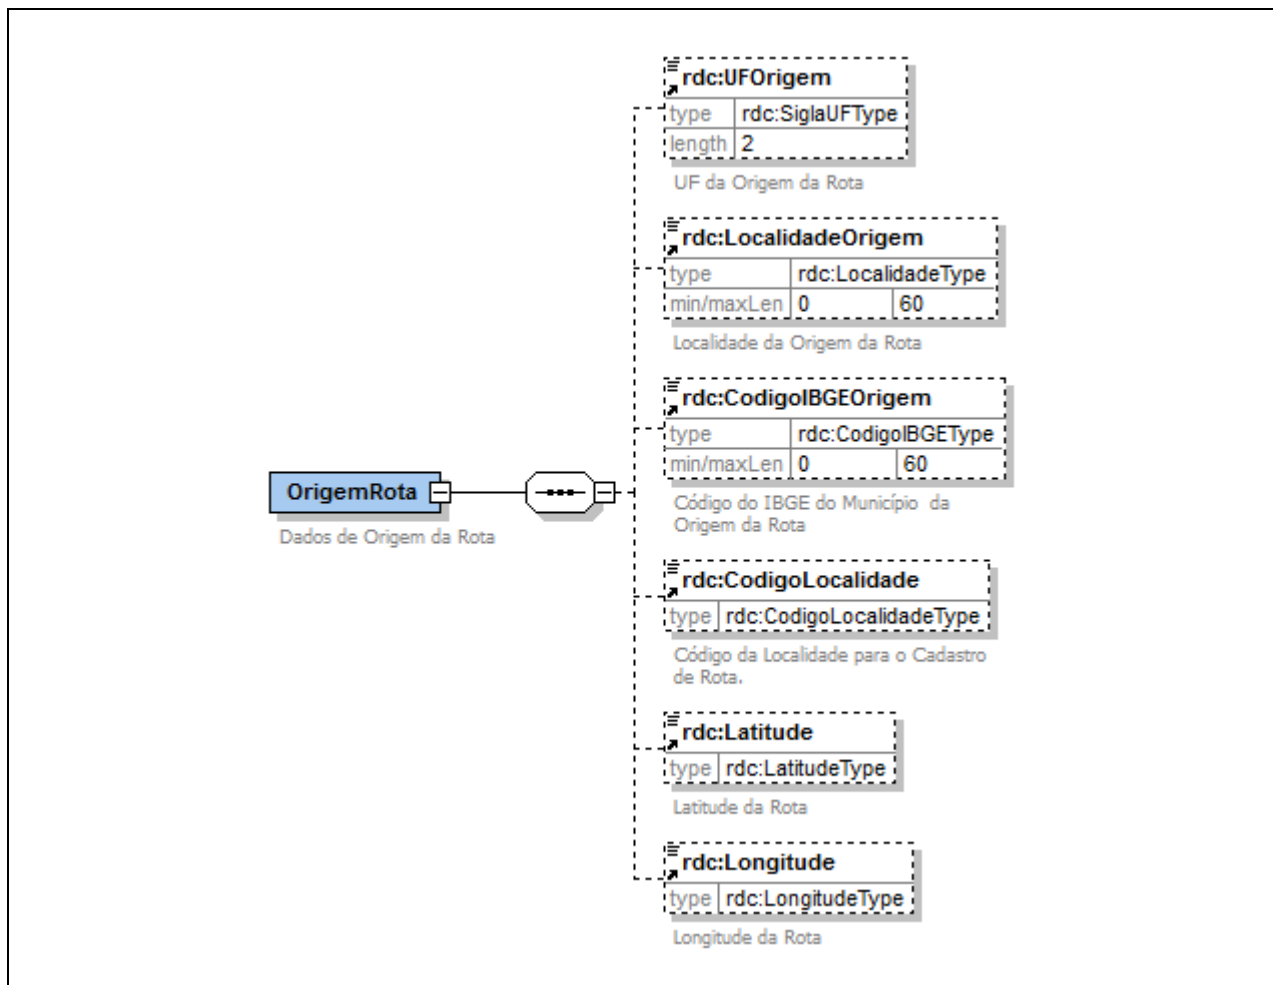 rdc:UFOrigem
type rdc:SiglaUFType
length 2
UF da Origem da Rota
rdc:LocalidadeOrigem
type rdc:LocalidadeType
min/maxLen 0 60
Localidade da Origem da Rota
rdc:CodigoIBGEOrigem
type rdc:CodigoIBGEType
min/maxLen 0 60
Código do IBGE do Município da
Origem da Rota
OrigemRota
Dados de Origem da Rota
rdc:CodigoLocalidade
type rdc:CodigoLocalidadeType
Código da Localidade para o Cadastro
de Rota.
rdc:Latitude
type rdc:LatitudeType
Latitude da Rota
rdc:Longitude
type rdc:LongitudeType
Longitude da Rota